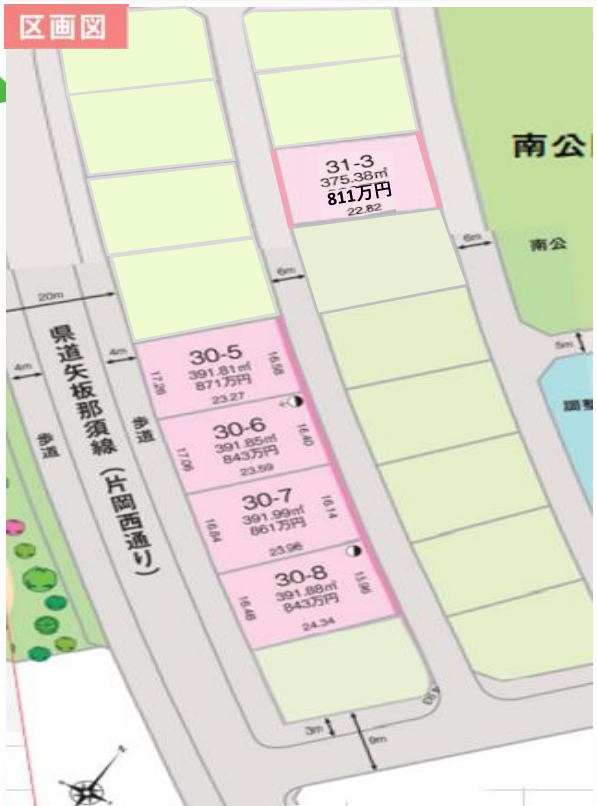 区画図
南公
31-3
375.38㎡
811万円
22.82
南公
6m
6m
20m
5m
4m
4m
県道矢板那須線(片岡西通り)
歩道
歩道
調整
30-5
391.81㎡
871万円
17.26
16.58
23.27
30-6
391.85㎡
843万円
17.06
16.40
23.59
30-7
391.99㎡
861万円
16.84
16.14
23.96
30-8
391.88㎡
843万円
16.48
13.96
24.34
3m
9m